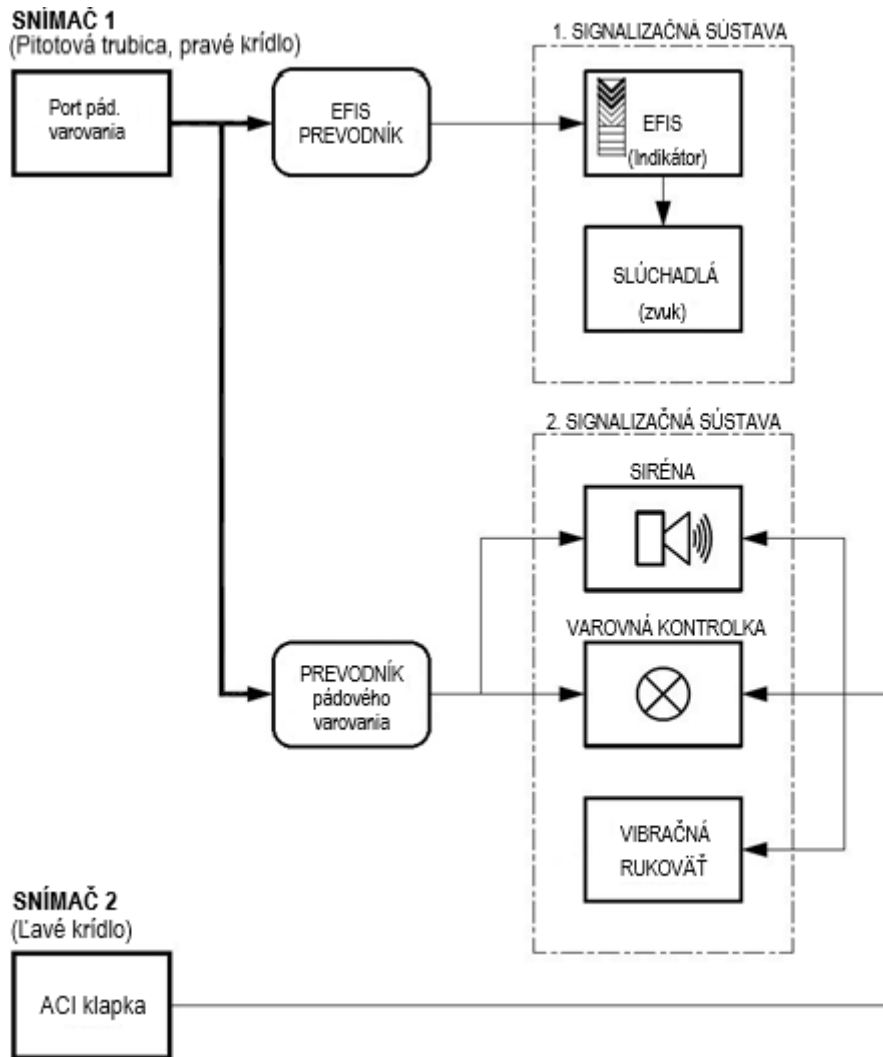 SNÍMAČ 1
(Pitotová trubica, pravé krídlo)
Port pád.
varovania
EFIS
PREVODNÍK
1. SIGNALIZAČNÁ SÚSTAVA
EFIS
(Indikátor)
SLÚCHADLÁ
(zvuk)
2. SIGNALIZAČNÁ SÚSTAVA
SIRÉNA
VAROVNÁ KONTROLKA
PREVODNÍK
pádového
varovania
VIBRAČNÁ
RUKOVÄŤ
SNÍMAČ 2
(Ľavé krídlo)
ACI klapka